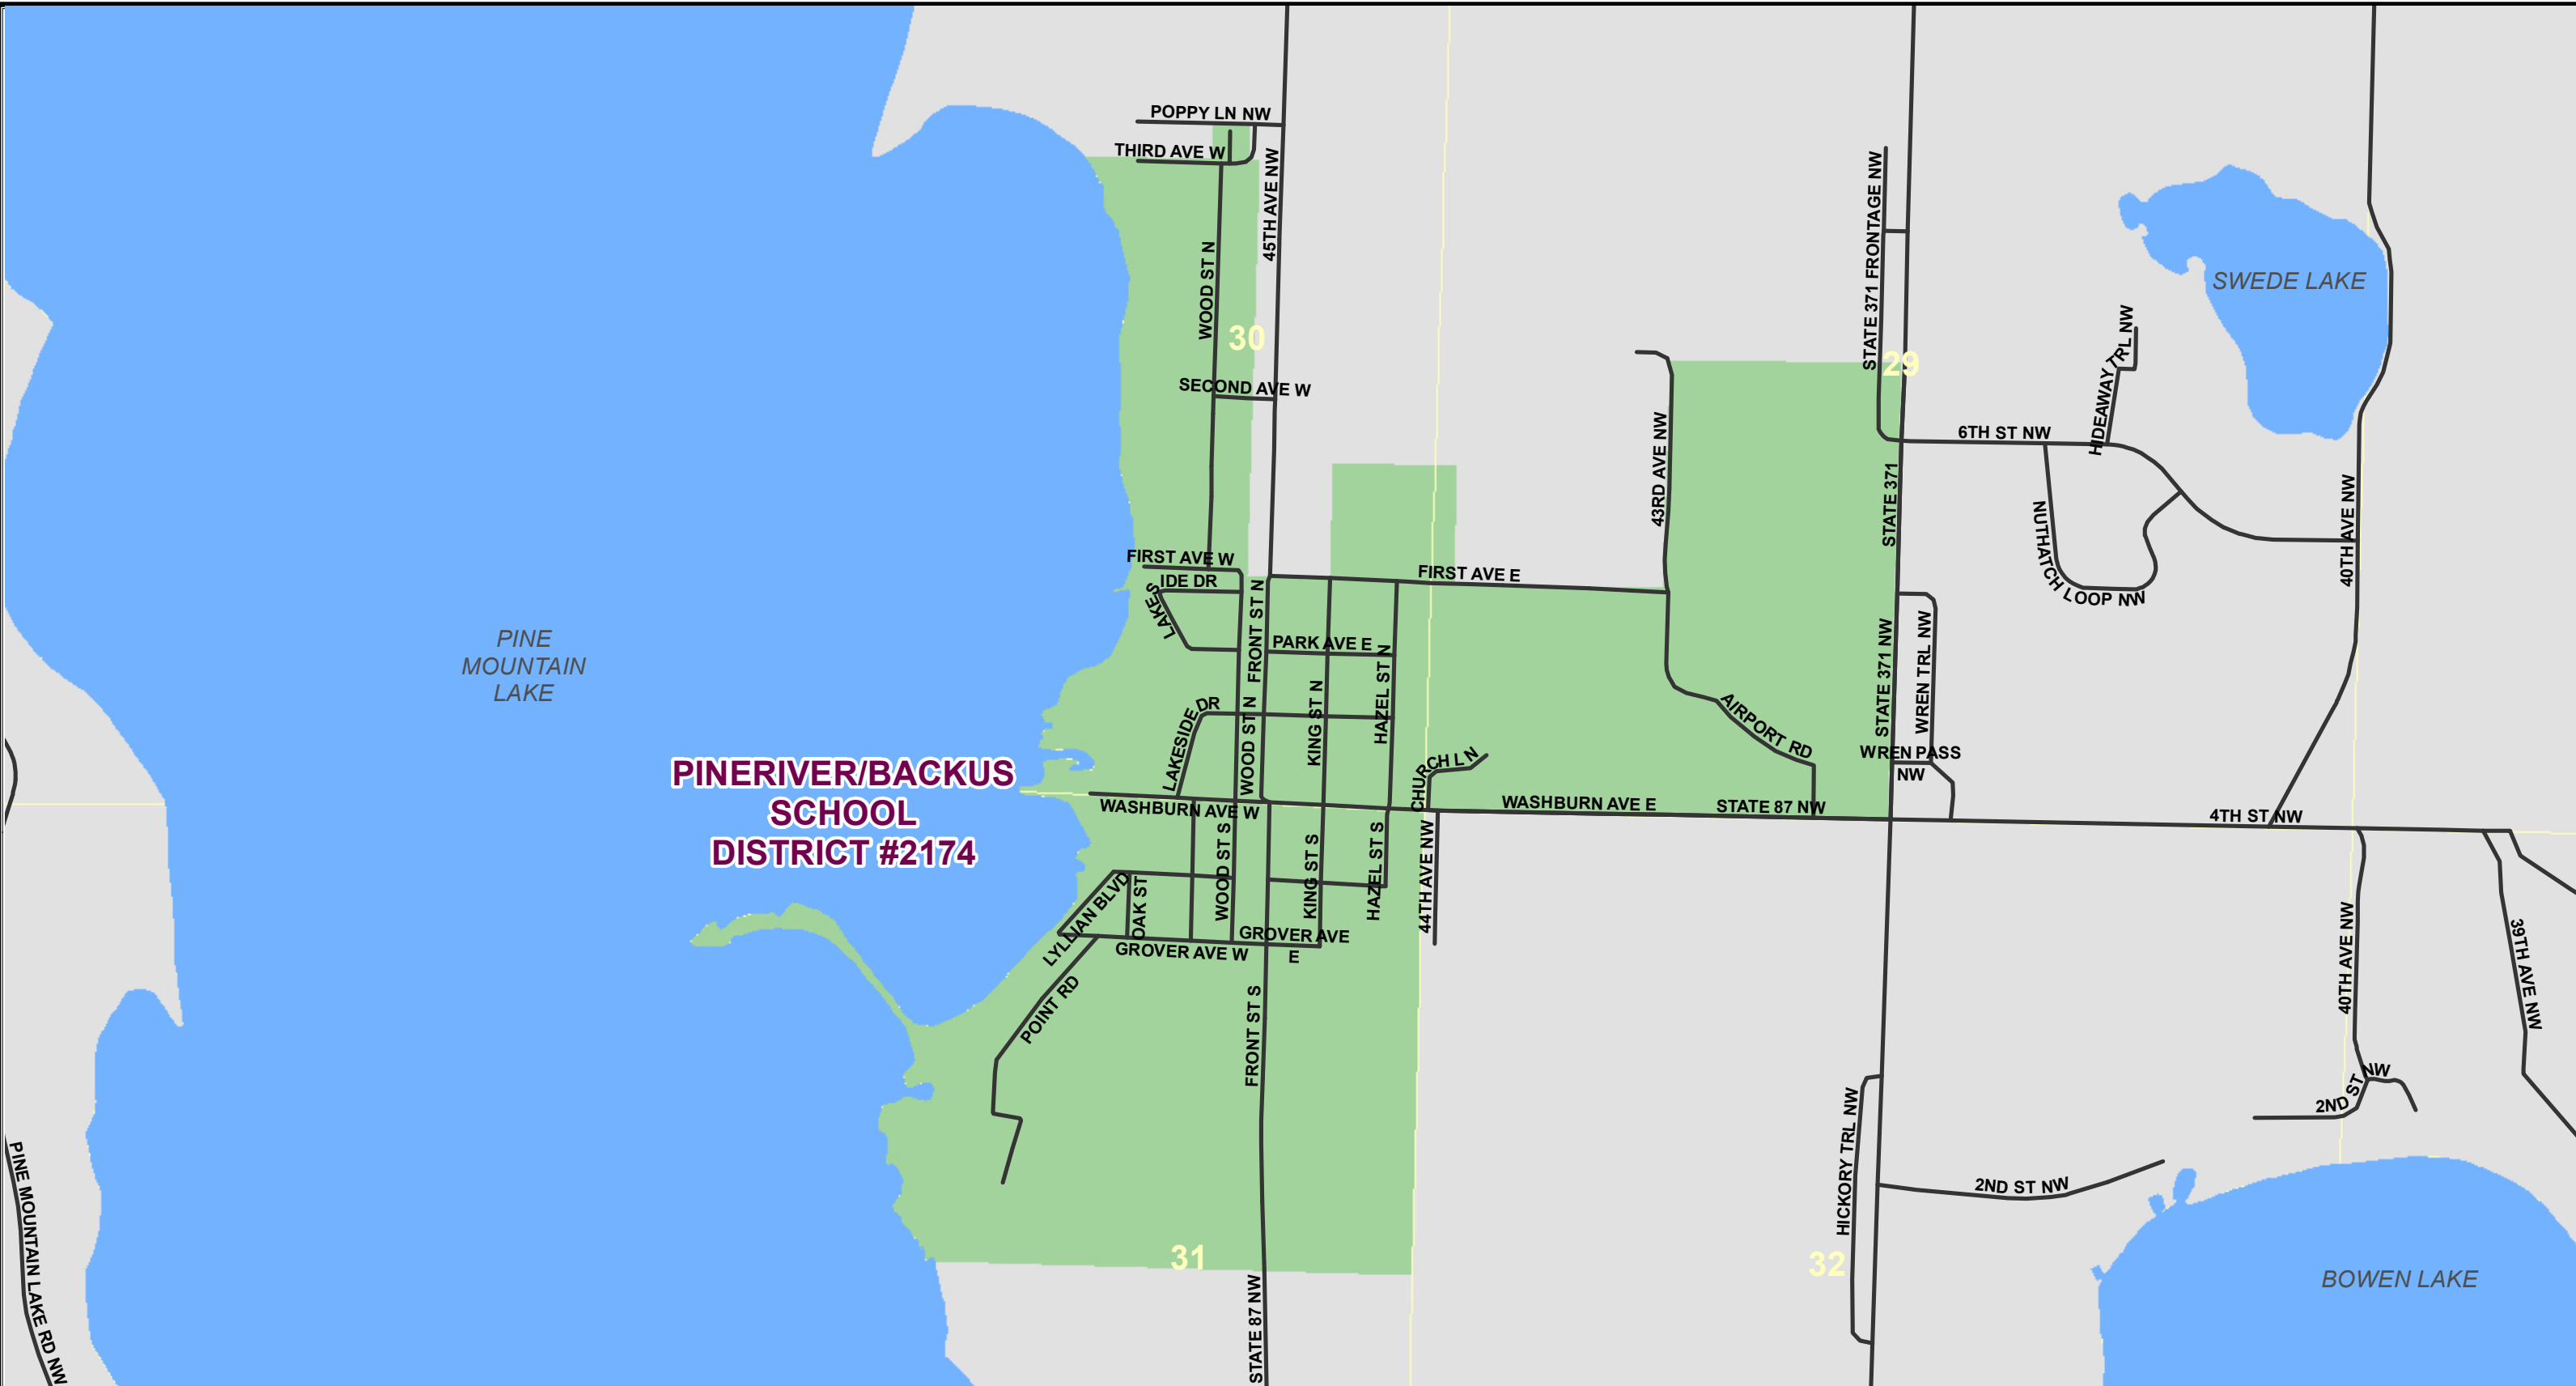 POPPY LN NW
THIRD AVE W
45TH AVE NW
STATE 371 FRONTAGE NW
WOOD ST N
SWEDE LAKE
30
29
HIDEAWAY TRL NW
SECOND AVE W
6TH ST NW
43RD AVE NW
STATE 371
40TH AVE NW
NUTHATCH LOOP NW
FIRST AVE W
FIRST AVE E
LAKESIDE DR
FRONT ST N
PARK AVE E
HAZEL ST N
KING ST N
WOOD ST N
LAKESIDE DR
PINE
MOUNTAIN
LAKE
STATE 371 NW
WREN TRL NW
AIRPORT RD
WREN PASS
NW
CHURCH LN
PINERIVER/BACKUS
SCHOOL
DISTRICT #2174
WASHBURN AVE W
WASHBURN AVE E
STATE 87 NW
4TH ST NW
WOOD ST S
KING ST S
HAZEL ST S
44TH AVE NW
LYLLIAN BLVD
OAK ST
GROVER AVE W
GROVER AVE
E
40TH AVE NW
39TH AVE NW
POINT RD
FRONT ST S
2ND ST NW
HICKORY TRL NW
2ND ST NW
PINE MOUNTAIN LAKE RD NW
31
32
BOWEN LAKE
STATE 87 NW